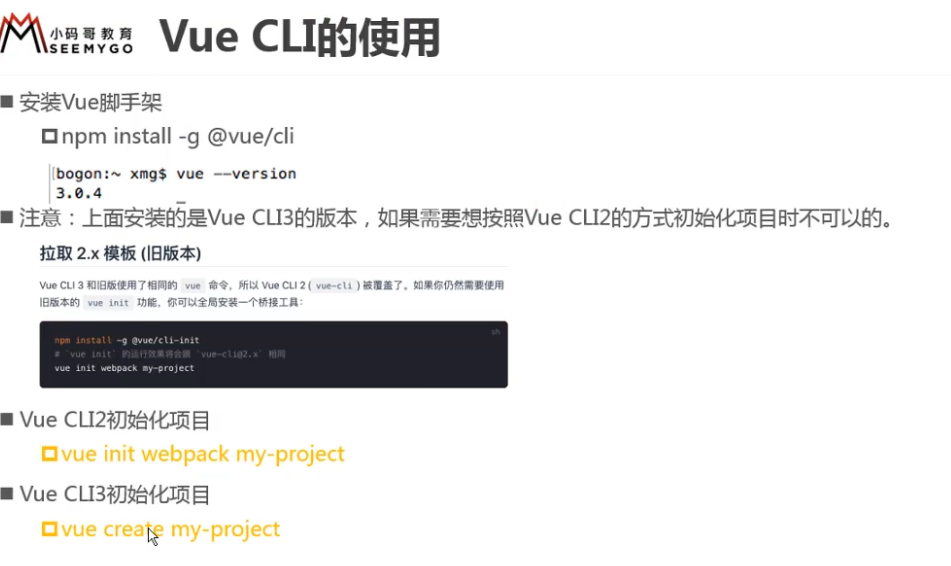 小码哥教育
SEEMYGO
Vue CLI的使用
安装Vue脚手架
npm install -g @vue/cli
[bogon:~ xmg$ vue --version
3.0.4
注意：上面安装的是Vue CLI3的版本，如果需要想按照Vue CLI2的方式初始化项目时不可以的。
拉取 2.x 模板 (旧版本)
Vue CLI 3 和旧版使用了相同的 vue 命令，所以 Vue CLI 2 ( vue-cli ) 被覆盖了。如果你仍然需要使用
旧版本的 vue init 功能，你可以全局安装一个桥接工具：
sh
npm install -g @vue/cli-init
# `vue init` 的运行效果将会跟 `vue-cli@2.x` 相同
vue init webpack my-project
Vue CLI2初始化项目
vue init webpack my-project
Vue CLI3初始化项目
vue create my-project